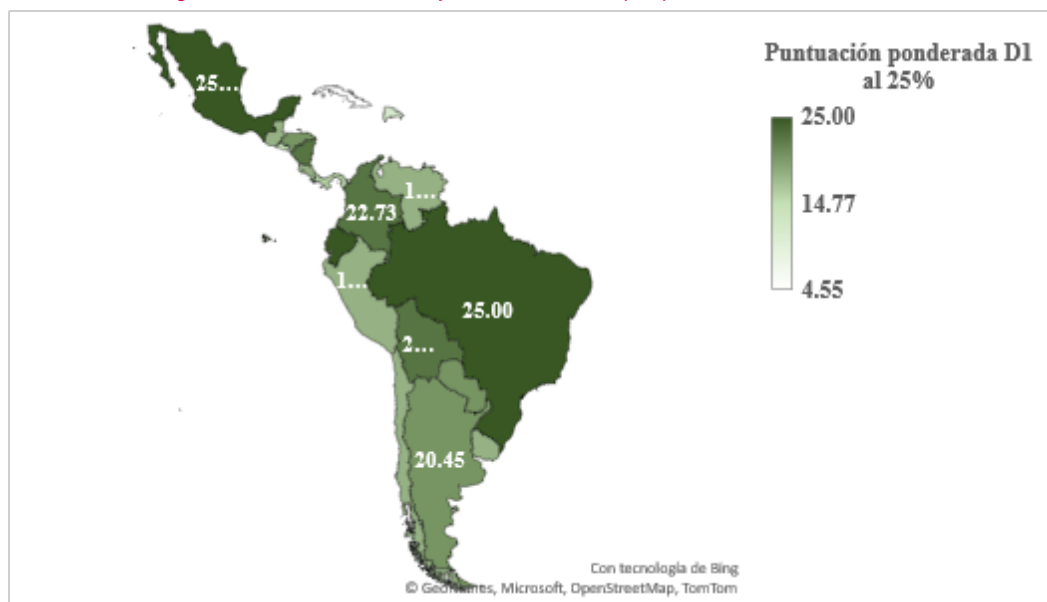 Puntuación ponderada D1
al 25%
25.00
14.77
4.55
25...
1...
22.73
1...
25.00
2...
20.45
Con tecnología de Bing
© GeoNames, Microsoft, OpenStreetMap, TomTom